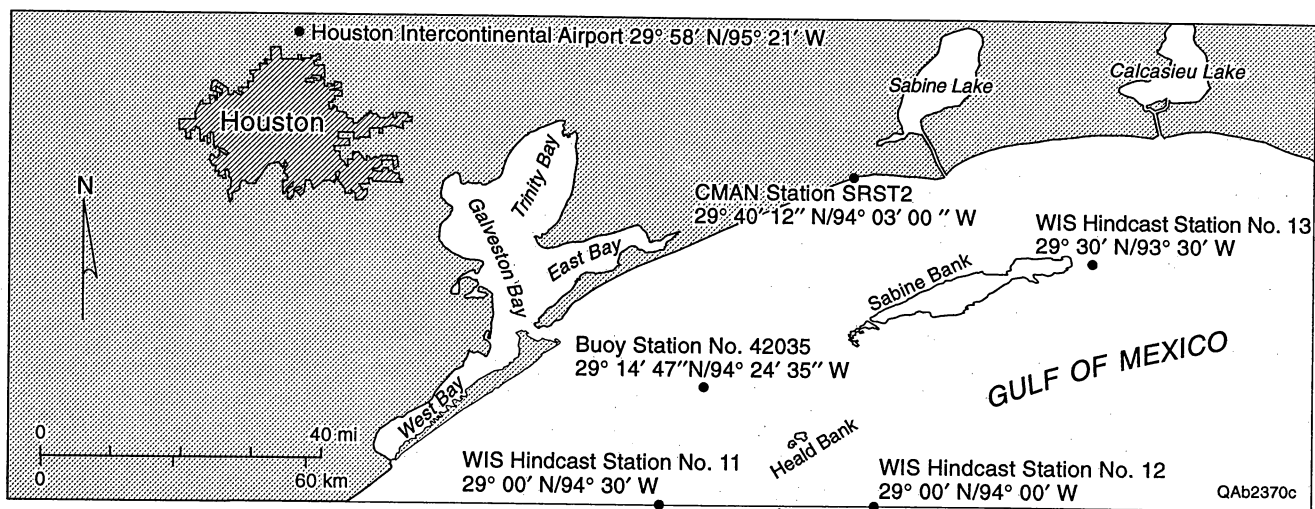 Houston Intercontinental Airport 29° 58′ N/95° 21′ W
Sabine Lake
Calcasieu Lake
Houston
Trinity Bay
N
Galveston Bay
CMAN Station SRST2
29° 40′ 12″ N/94° 03′ 00 ″ W
WIS Hindcast Station No. 13
29° 30′ N/93° 30′ W
East Bay
Sabine Bank
Buoy Station No. 42035
29° 14′ 47″N/94° 24′ 35″ W
GULF OF MEXICO
West Bay
0
40 mi
0
60 km
Heald Bank
WIS Hindcast Station No. 11
29° 00′ N/94° 30′ W
WIS Hindcast Station No. 12
29° 00′ N/94° 00′ W
QAb2370c